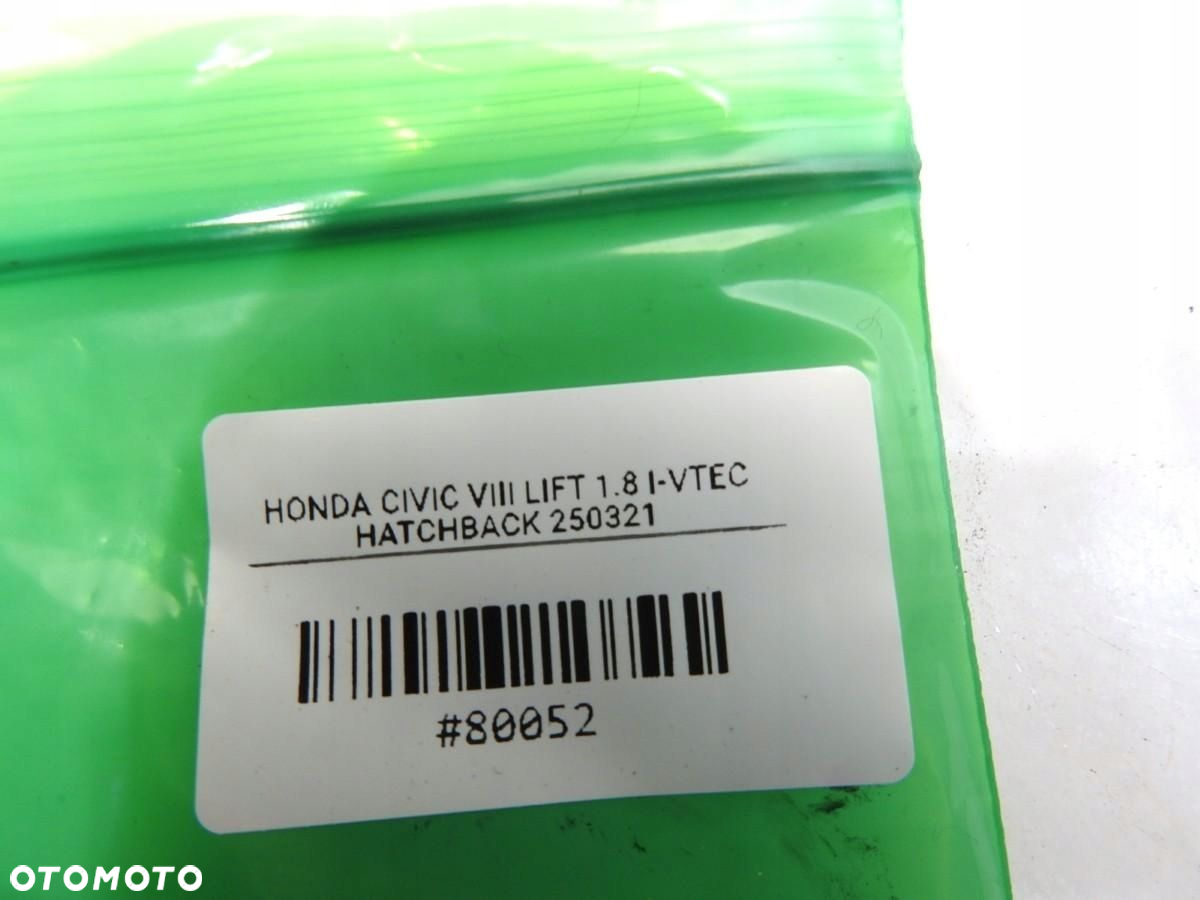 HONDA CIVIC VIII LIFT 1.8 I-VTEC
HATCHBACK 250321
#80052
OTOMOTO